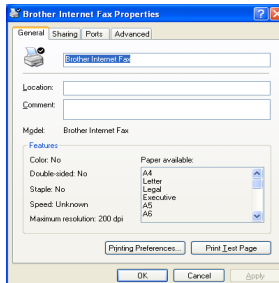 Brother Internet Fax Properties
General Sharing Ports Advanced
Brother Internet Fax
Location:
Comment:
Model: Brother Internet Fax
Features
Color: No
Double-sided: No
Staple: No
Speed: Unknown
Maximum resolution: 200 dpi
Paper available:
A4
Letter
Legal
Executive
A5
A6
Printing Preferences... Print Test Page
OK Cancel Apply